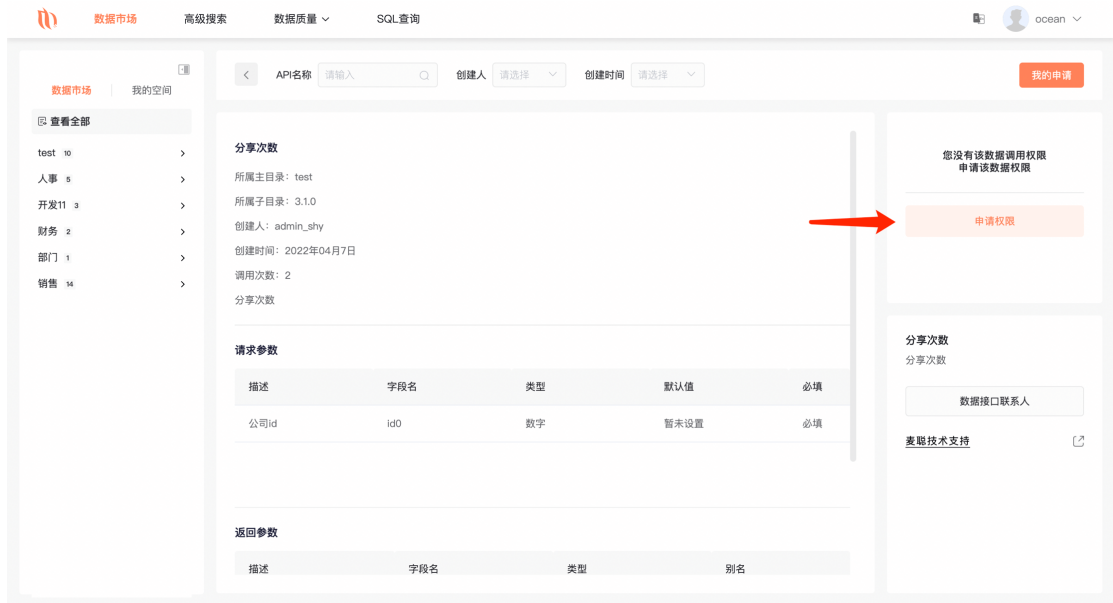 数据市场 高级搜索 数据质量 SQL查询 ocean
数据市场 我的空间
查看全部
test 10
人事 5
开发11 3
财务 2
部门 1
销售 14
API名称 请输入 创建人 请选择 创建时间 请选择 我的申请
分享次数
所属主目录：test
所属子目录：3.1.0
创建人：admin_shy
创建时间：2022年04月7日
调用次数：2
分享次数
请求参数
描述 字段名 类型 默认值 必填
公司id id0 数字 暂未设置 必填
返回参数
描述 字段名 类型 别名
您没有该数据调用权限
申请该数据权限
申请权限
分享次数
分享次数
数据接口联系人
麦聪技术支持